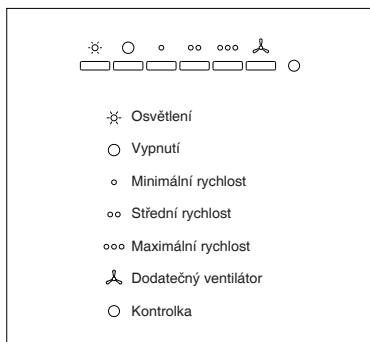 Osvětlení
Vypnutí
Minimální rychlost
Střední rychlost
Maximální rychlost
Dodatečný ventilátor
Kontrolka